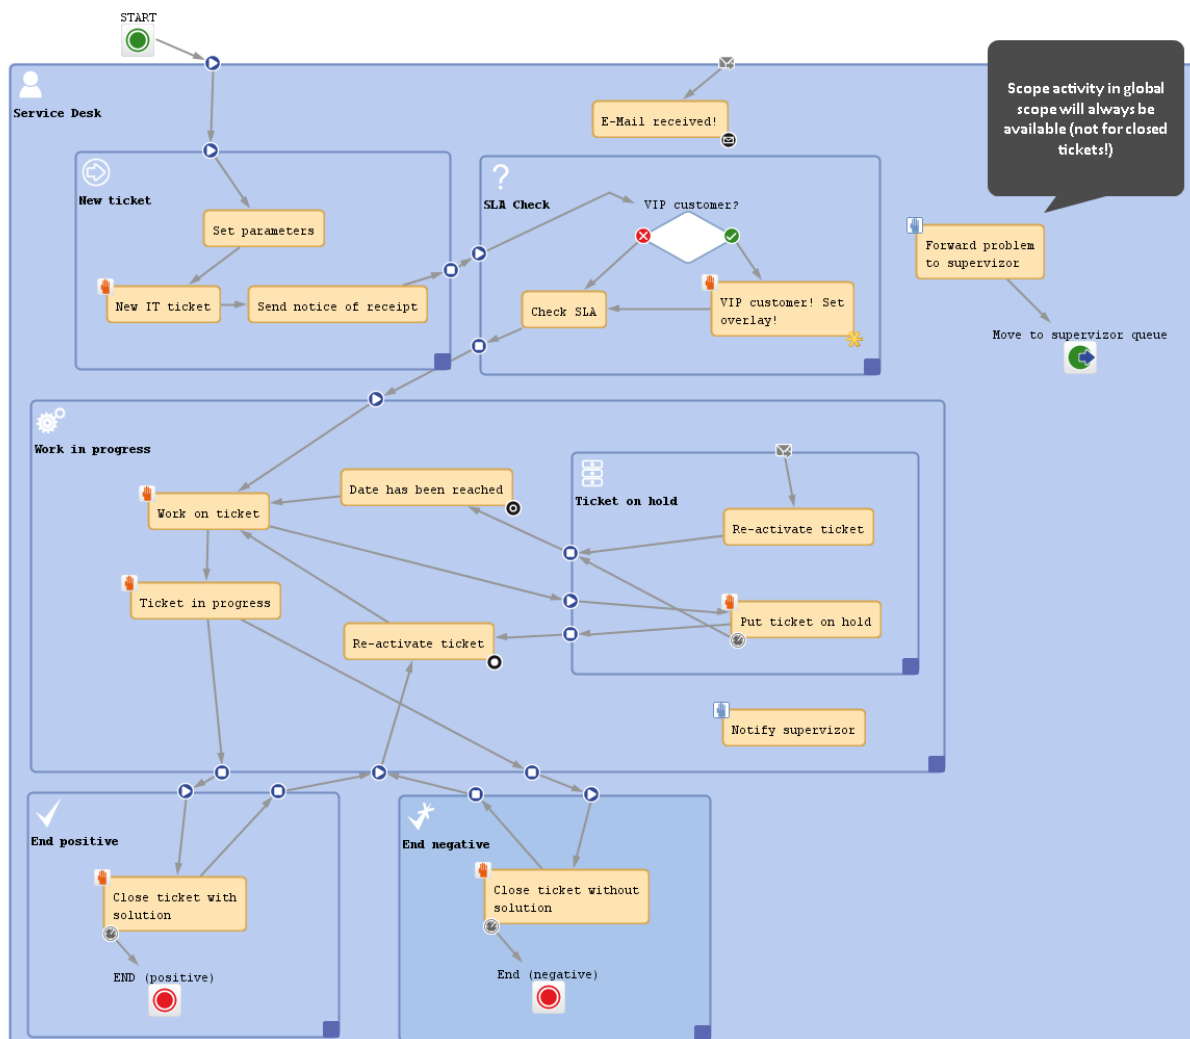 START
Service Desk
E-Mail received!
Scope activity in global
scope will always be
available (not for closed
tickets!)
New ticket
Set parameters
New IT ticket
Send notice of receipt
SLA Check
VIP customer?
Check SLA
VIP customer! Set
overlay!
Forward problem
to supervizor
Move to supervizor queue
Work in progress
Work on ticket
Date has been reached
Ticket on hold
Re-activate ticket
Ticket in progress
Re-activate ticket
Put ticket on hold
Notify supervizor
End positive
Close ticket with
solution
END (positive)
End negative
Close ticket without
solution
End (negative)